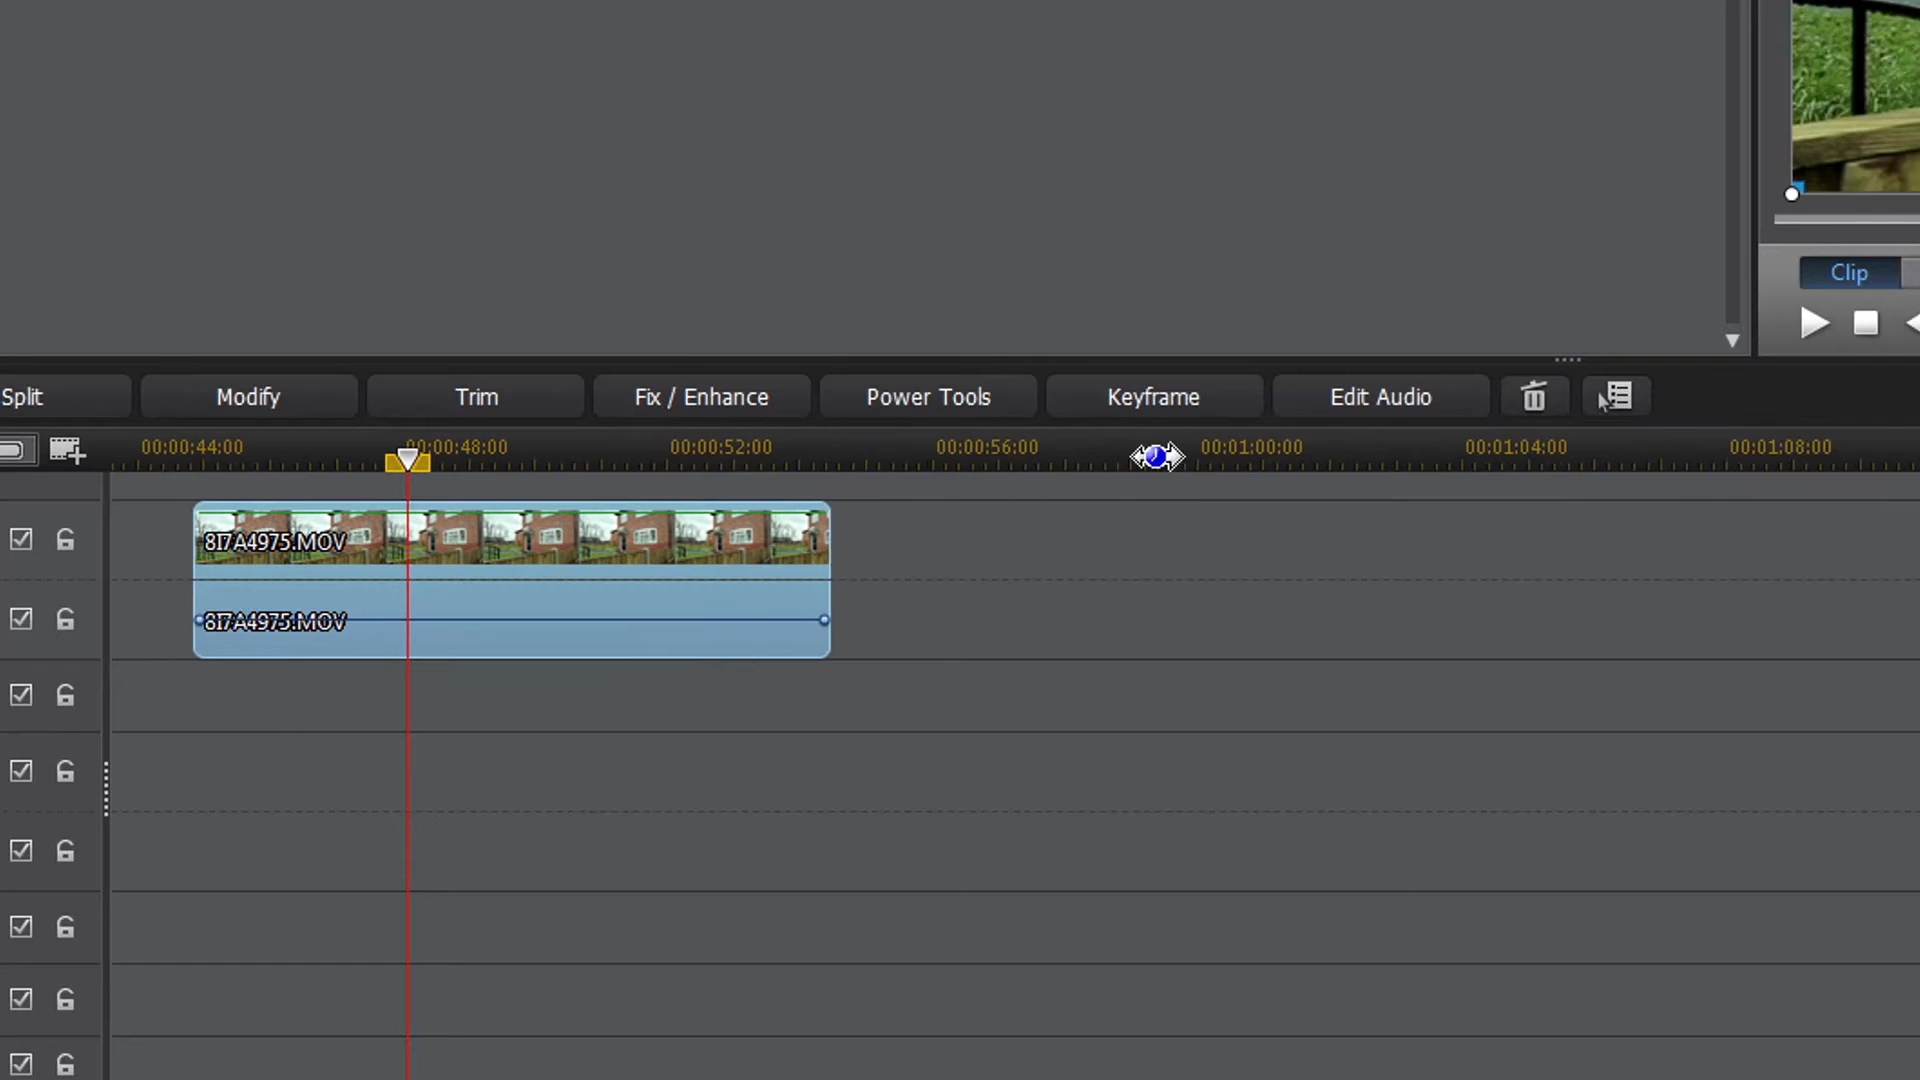 Clip
Split
Modify
Trim
Fix / Enhance
Power Tools
Keyframe
Edit Audio
00:00:44:00
00:00:48:00
00:00:52:00
00:00:56:00
00:01:00:00
00:01:04:00
00:01:08:00
8I7A4975.MOV
8I7A4975.MOV